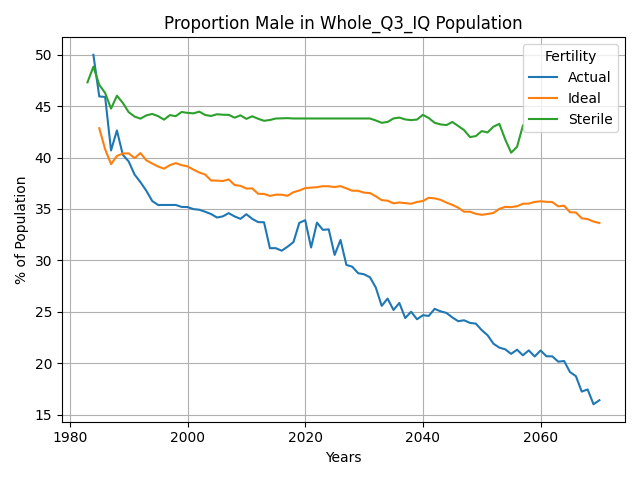 Proportion Male in Whole_Q3_IQ Population
% of Population
50
45
40
35
30
25
20
15
1980
2000
2020
2040
2060
Years
Fertility
Actual
Ideal
Sterile